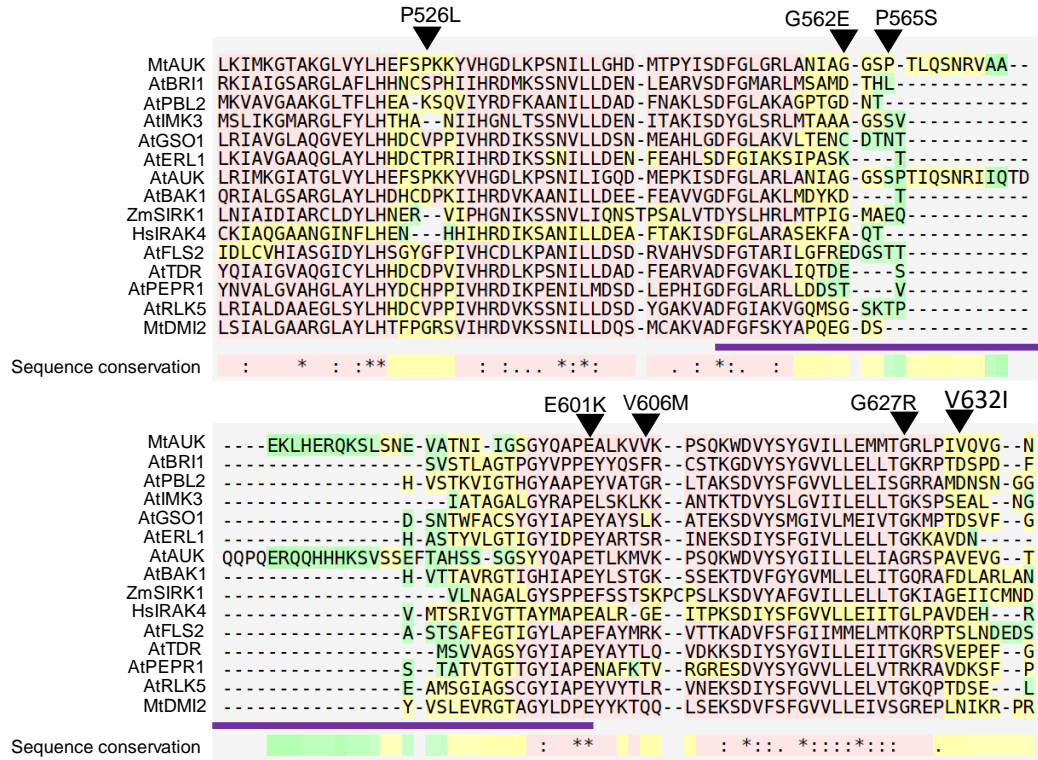 P526L G562E P565S
MtAUK LKIMKGTAKGLVYLHEFSPKKYVHGDLKPSNILLGHD-MTPYISDFGLGRLANIAG-GSP-TLQSNRVAA--
AtBRI1 RKIAIGSARGLAFLHHNCSPHIIHRDMKSSNVLLDEN-LEARVSDFGMARLMSAMD-THL------------
AtPBL2 MKVAVGAAKGLTFLHEA-KSQVIYRDFKAANILLDAD-FNAKLSDFGLAKAGPTGD-NT-------------
AtIMK3 MSLIKGMARGLFYLHTHA--NIIHGNLTSSNVLLDEN-ITAKISDYGLSRLMTAAA-GSSV-----------
AtGSO1 LRIAVGLAQGVEYLHHDCVPPIVHRDIKSSNVLLDSN-MEAHLGDFGLAKVLTENC-DTNT-----------
AtERL1 LKIAVGAAQGLAYLHHDCTPRIIHRDIKSSNILLDEN-FEAHLSDFGIAKSIPASK----T-----------
AtAUK LRIMKGIATGLVYLHEFSPKKYVHGDLKPSNILIGQD-MEPKISDFGLARLANIAG-GSSPTIQSNRIIQTD
AtBAK1 QRIALGSARGLAYLHDHCDPKIIHRDVKAANILLDEE-FEAVVGDFGLAKLMDYKD----T-----------
ZmSIRK1 LNIAIDIARCLDYLHNER--VIPHGNIKSSNVLIQNSTPSALVTDYSLHRLMTPIG-MAEQ-----------
HsIRAK4 CKIAQGAANGINFLHEN---HHIHRDIKSANILLDEA-FTAKISDFGLARASEKFA-QT-------------
AtFLS2 IDLCVHIASGIDYLHSGYGFPIVHCDLKPANILLDSD-RVAHVSDFGTARILGFREDGSTT-----------
AtTDR YQIAIGVAQGICYLHHDCDPVIVHRDLKPSNILLDAD-FEARVADFGVAKLIQTDE----S-----------
AtPEPR1 YNVALGVAHGLAYLHYDCHPPIVHRDIKPENILMDSD-LEPHIGDFGLARLLDDST----V-----------
AtRLK5 LRIALDAAEGLSYLHHDCVPPIVHRDVKSSNILLDSD-YGAKVADFGIAKVGQMSG-SKTP-----------
MtDMI2 LSIALGAARGLAYLHTFPGRSVIHRDVKSSNILLDQS-MCAKVADFGFSKYAPQEG-DS-------------
Sequence conservation : * : :** : :... *:*: . : *:. :
E601K V606M G627R V632I
MtAUK ----EKLHERQKSLSNE-VATNI-IGSGYQAPEALKVVK--PSQKWDVYSYGVILLEMMTGRLPIVQVG--N
AtBRI1 ------------------SVSTLAGTPGYVPPEYYQSFR--CSTKGDVYSYGVVLLELLTGKRPTDSPD--F
AtPBL2 ----------------H-VSTKVIGTHGYAAPEYVATGR--LTAKSDVYSFGVVLLELISGRRAMDNSN-GG
AtIMK3 --------------------IATAGALGYRAPELSKLKK--ANTKTDVYSLGVIILELLTGKSPSEAL--NG
AtGSO1 ----------------D-SNTWFACSYGYIAPEYAYSLK--ATEKSDVYSMGIVLMEIVTGKMPTDSVF--G
AtERL1 ----------------H-ASTYVLGTIGYIDPEYARTSR--INEKSDIYSFGIVLLELLTGKKAVDN-----
AtAUK QQPQERQQHHHKSVSSEFTAHSS-SGSYYQAPETLKMVK--PSQKWDVYSYGIILLELIAGRSPAVEVG--T
AtBAK1 ----------------H-VTTAVRGTIGHIAPEYLSTGK--SSEKTDVFGYGVMLLELITGQRAFDLARLAN
ZmSIRK1 --------------------VLNAGALGYSPPEFSSTSKPCPSLKSDVYAFGVILLELLTGKIAGEIICMND
HsIRAK4 ----------------V-MTSRIVGTTAYMAPEALR-GE--ITPKSDIYSFGVVLLEIITGLPAVDEH---R
AtFLS2 ----------------A-STSAFEGTIGYLAPEFAYMRK--VTTKADVFSFGIIMMELMTKQRPTSLNDEDS
AtTDR -------------------MSVVAGSYGYIAPEYAYTLQ--VDKKSDIYSFGVILLEIITGKRSVEPEF--G
AtPEPR1 ----------------S--TATVTGTTGYIAPENAFKTV--RGRESDVYSYGVVLLELVTRKRAVDKSF--P
AtRLK5 ----------------E-AMSGIAGSCGYIAPEYVYTLR--VNEKSDIYSFGVVLLELVTGKQPTDSE---L
MtDMI2 ----------------Y-VSLEVRGTAGYLDPEYYKTQQ--LSEKSDVFSFGVVLLEIVSGREPLNIKR-PR
Sequence conservation : ** : *::. *::::*::: .